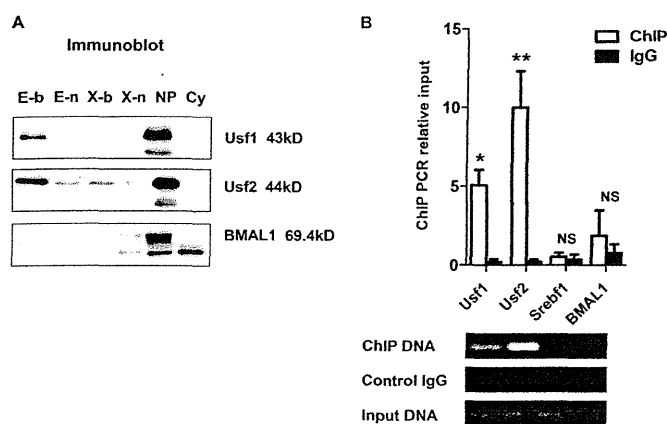 A
Immunoblot
E-b E-n X-b X-n NP Cy
Usf1 43kD
Usf2 44kD
BMAL1 69.4kD
B
ChIP
IgG
ChIP PCR relative input
15
10
5
0
*
**
NS
NS
Usf1
Usf2
Srebf1
BMAL1
ChIP DNA
Control IgG
Input DNA